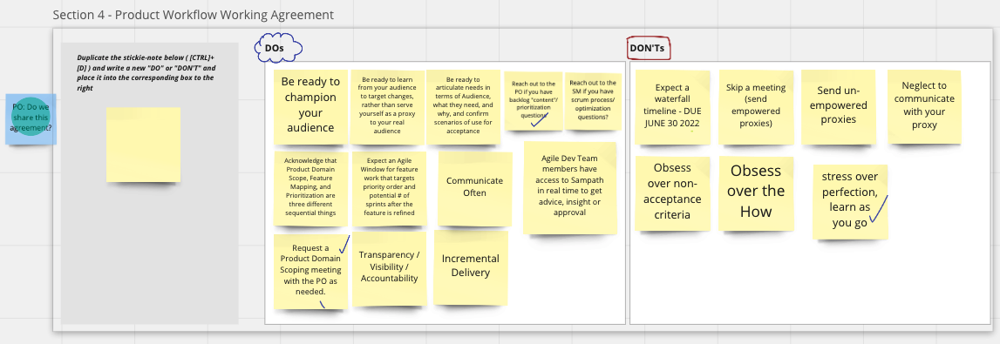 Section 4 - Product Workflow Working Agreement
Duplicate the stickie-note below ( [CTRL]+
[D] ) and write a new "DO" or "DON'T" and
place it into the corresponding box to the
right
PO: Do we
share this
agreement?
DOs
Be ready to
champion
your
audience
Be ready to learn
from your audience
to target changes,
rather than serve
yourself as a proxy
to your real
audience
Be ready to
articulate needs in
terms of Audience,
what they need, and
why, and confirm
scenarios of use for
acceptance
Reach out to the
PO if you have
backlog "content"/
prioritization
questions?
Reach out to the
SM if you have
scrum process/
optimization
questions?
Acknowledge that
Product Domain
Scope, Feature
Mapping, and
Prioritization are
three different
sequential things
Expect an Agile
Window for feature
work that targets
priority order and
potential # of
sprints after the
feature is refined
Communicate
Often
Agile Dev Team
members have
access to Sampath
in real time to get
advice, insight or
approval
Request a
Product Domain
Scoping meeting
with the PO as
needed.
Transparency /
Visibility /
Accountability
Incremental
Delivery
DON'Ts
Expect a
waterfall
timeline - DUE
JUNE 30 2022
Skip a meeting
(send
empowered
proxies)
Send un-
empowered
proxies
Neglect to
communicate
with your
proxy
Obsess
over non-
acceptance
criteria
Obsess
over the
How
stress over
perfection,
learn as
you go